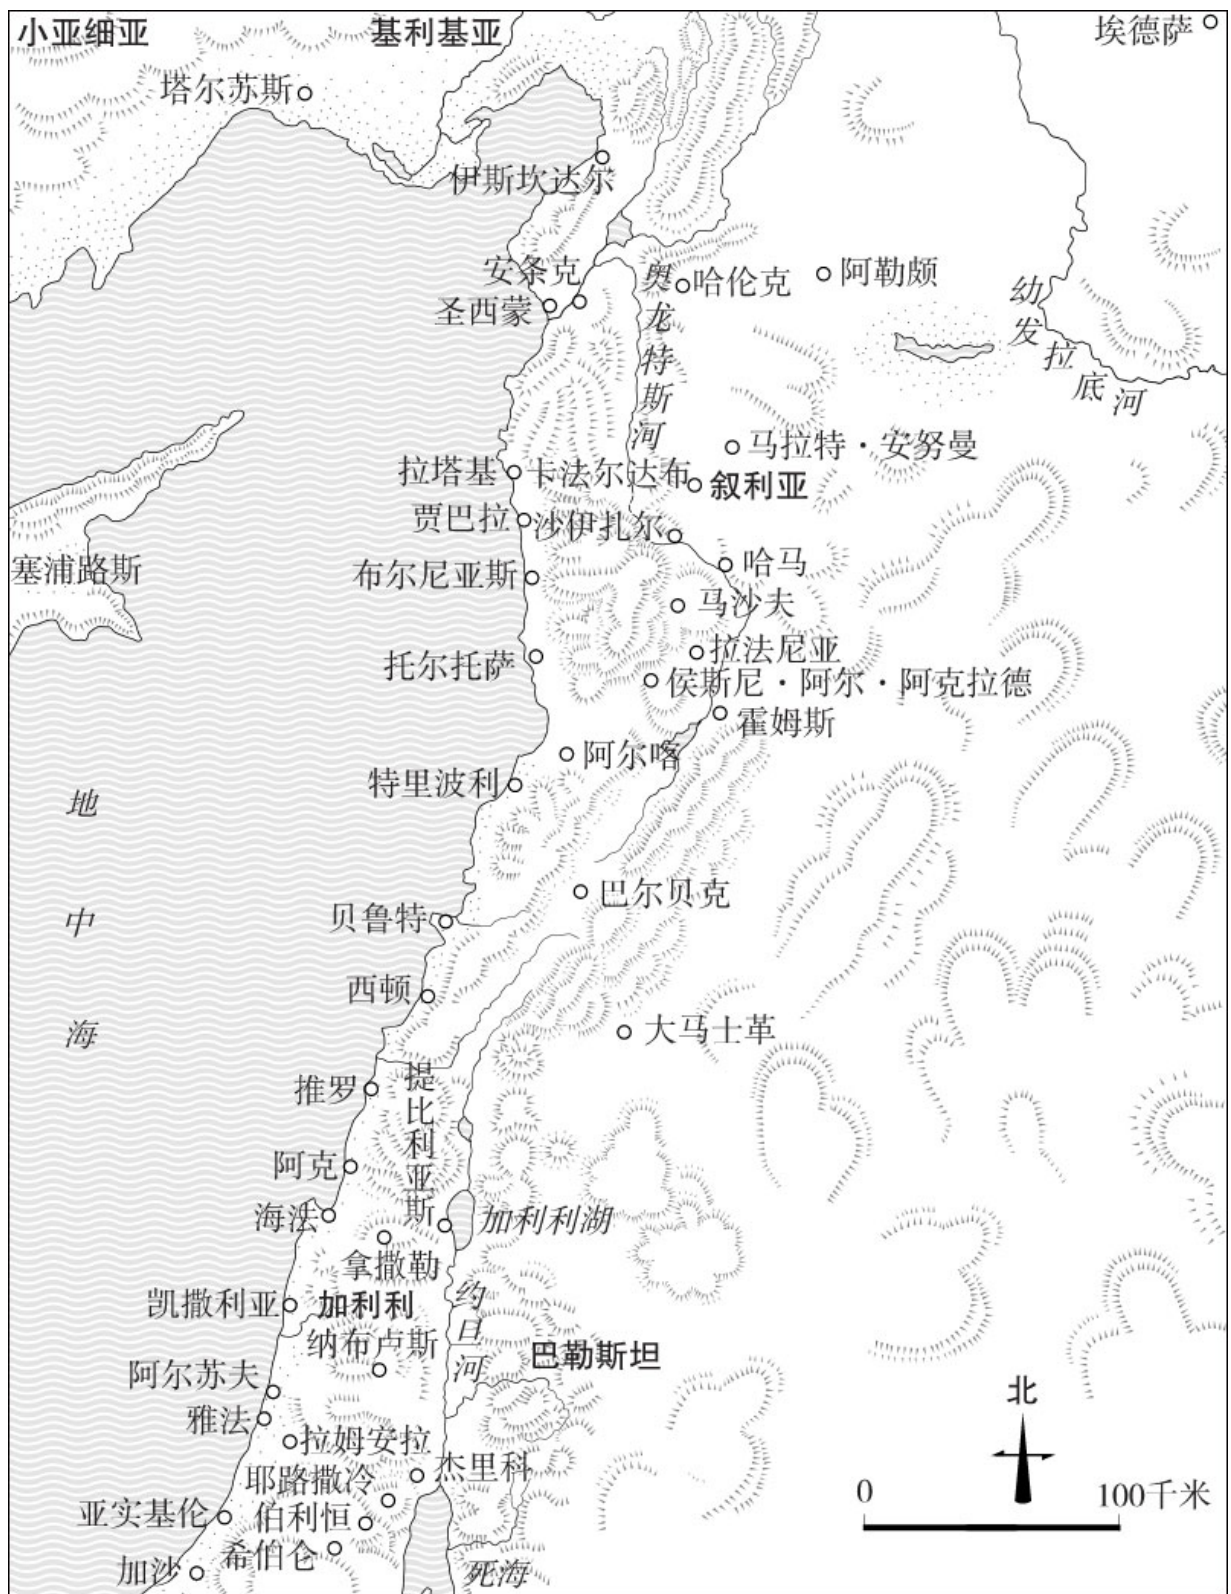 小亚细亚
基利基亚
埃德萨
塔尔苏斯
伊斯坎达尔
安条克
圣西蒙
奥龙特斯河
哈伦克
阿勒颇
幼发拉底河
马拉特·安努曼
拉塔基
卡法尔达布
叙利亚
贾巴拉
沙伊扎尔
塞浦路斯
布尔尼亚斯
哈马
马沙夫
托尔托萨
拉法尼亚
侯斯尼·阿尔·阿克拉德
霍姆斯
阿尔喀
特里波利
地中海
巴尔贝克
贝鲁特
西顿
大马士革
推罗
提比利亚斯
阿克
海法
加利利湖
拿撒勒
凯撒利亚
加利利
约旦河
纳布卢斯
巴勒斯坦
阿尔苏夫
雅法
北
拉姆安拉
耶路撒冷
杰里科
0
100千米
亚实基伦
伯利恒
希伯仑
加沙
死海